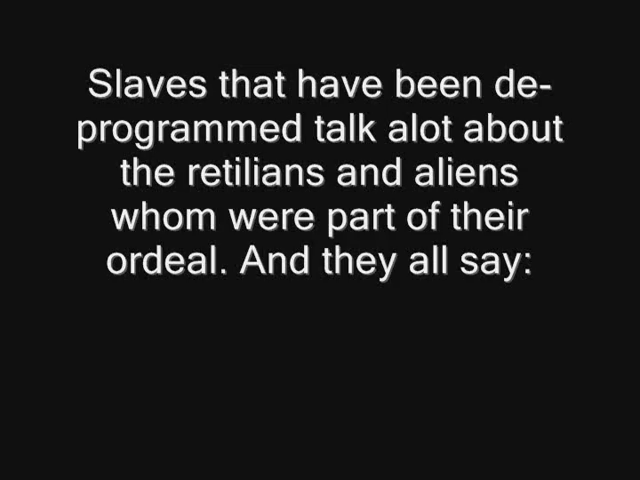 Slaves that have been de-
programmed talk alot about
the retilians and aliens
whom were part of their
ordeal. And they all say: